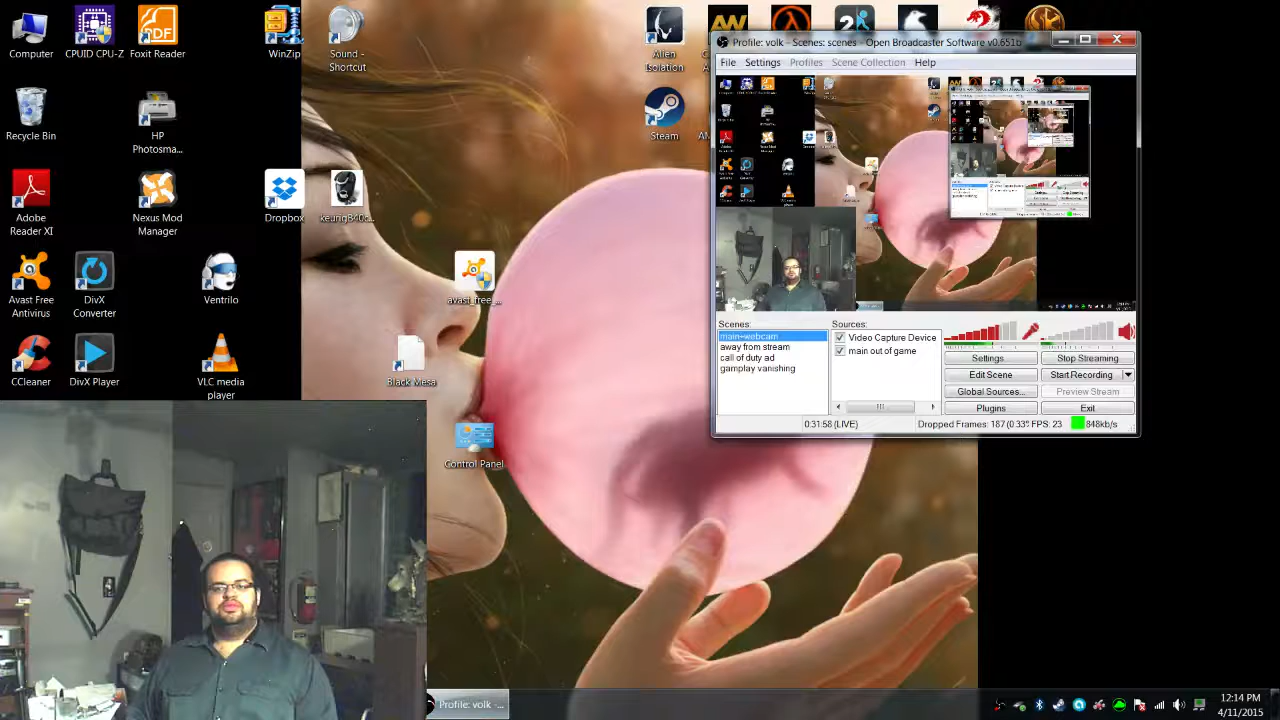 Computer
CPUID CPU-Z
Foxit Reader
WinZip
Sound -
Shortcut
Alien
Isolation
Recycle Bin
HP
Photosma...
Steam
Adobe
Reader XI
Nexus Mod
Manager
Dropbox
Avast Free
Antivirus
DivX
Converter
Ventrilo
avast_free_...
CCleaner
DivX Player
VLC media
player
Black Mesa
Control Panel
Profile: volk - Scenes: scenes - Open Broadcaster Software v0.651b
File
Settings
Profiles
Scene Collection
Help
Scenes:
main+webcam
away from stream
call of duty ad
gamplay vanishing
Sources:
Video Capture Device
main out of game
Settings
Stop Streaming
Edit Scene
Start Recording
Global Sources...
Preview Stream
Plugins
Exit
0:31:58 (LIVE)
Dropped Frames: 187 (0.33%
FPS: 23
848kb/s
Profile: volk -...
12:14 PM
4/11/2015